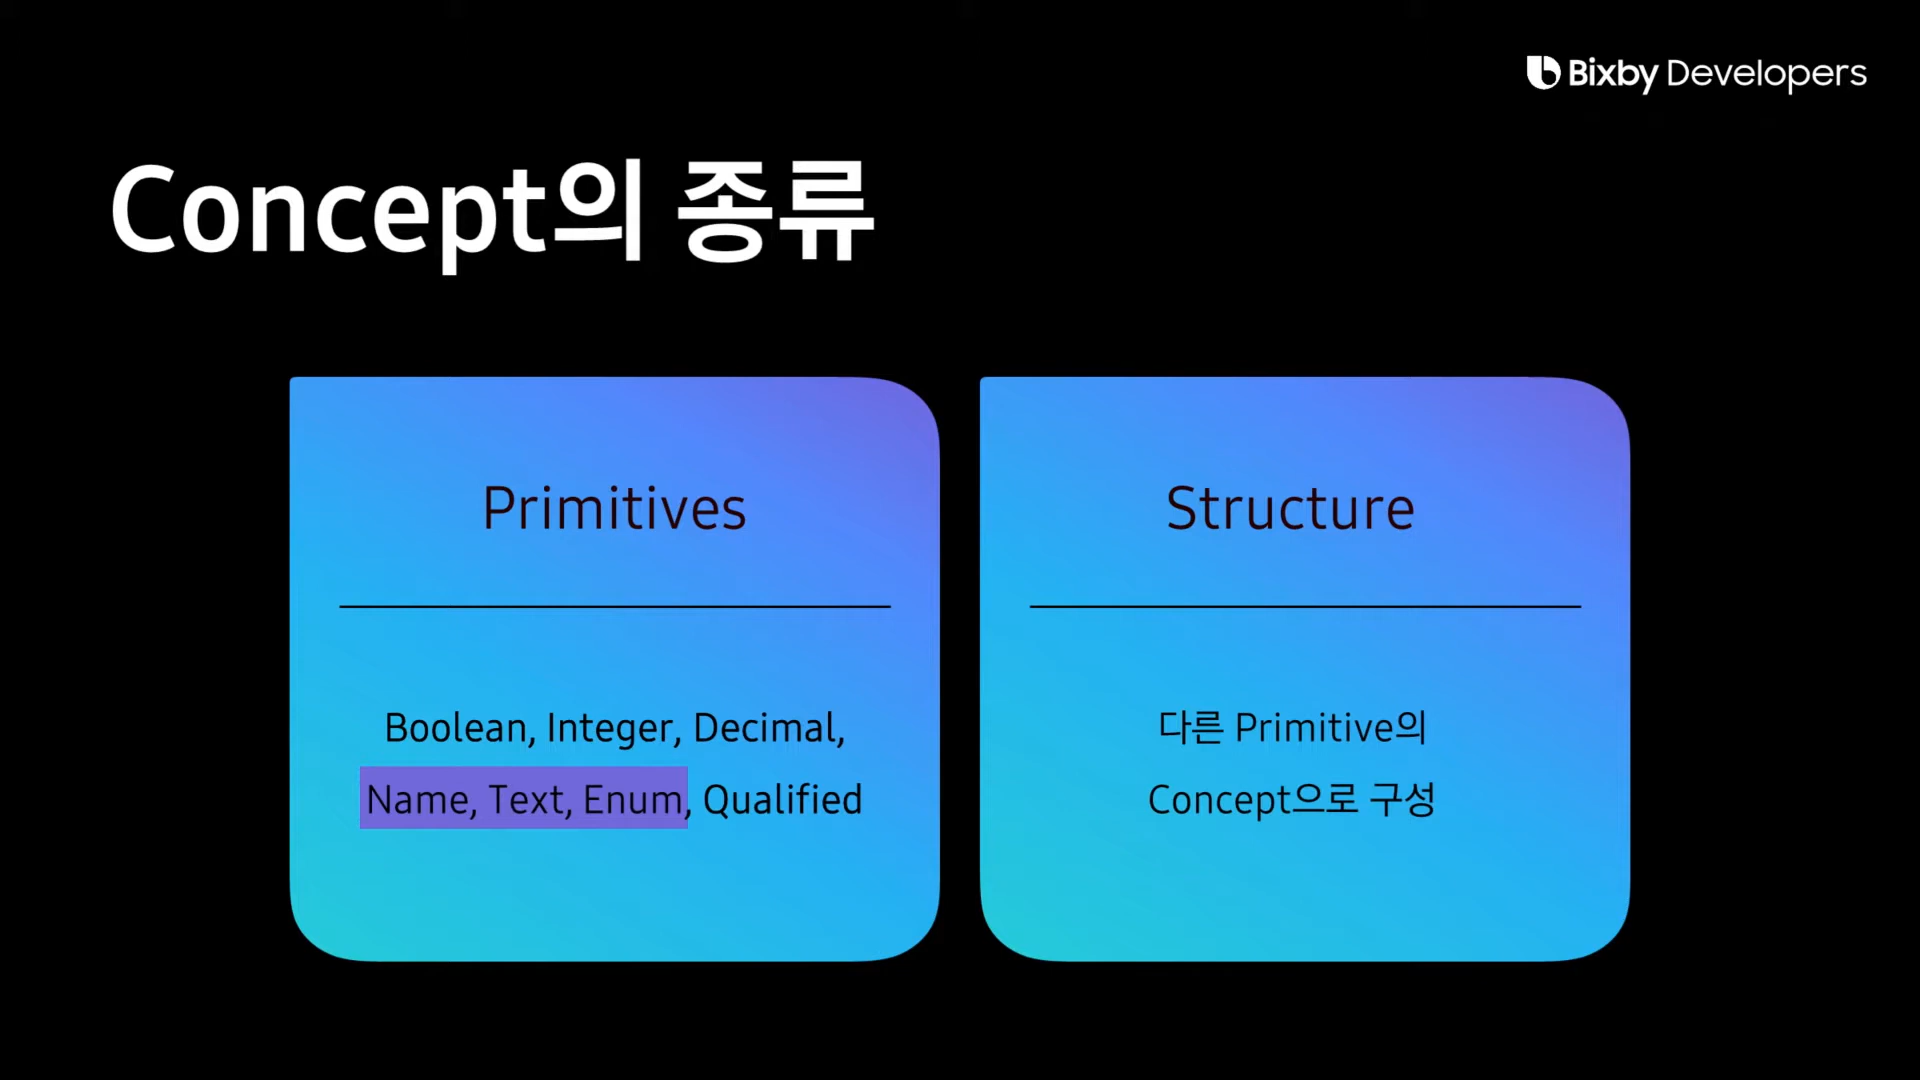 Bixby Developers
Concept의 종류
Primitives
Boolean, Integer, Decimal,
Name, Text, Enum, Qualified
Structure
다른 Primitive의
Concept으로 구성